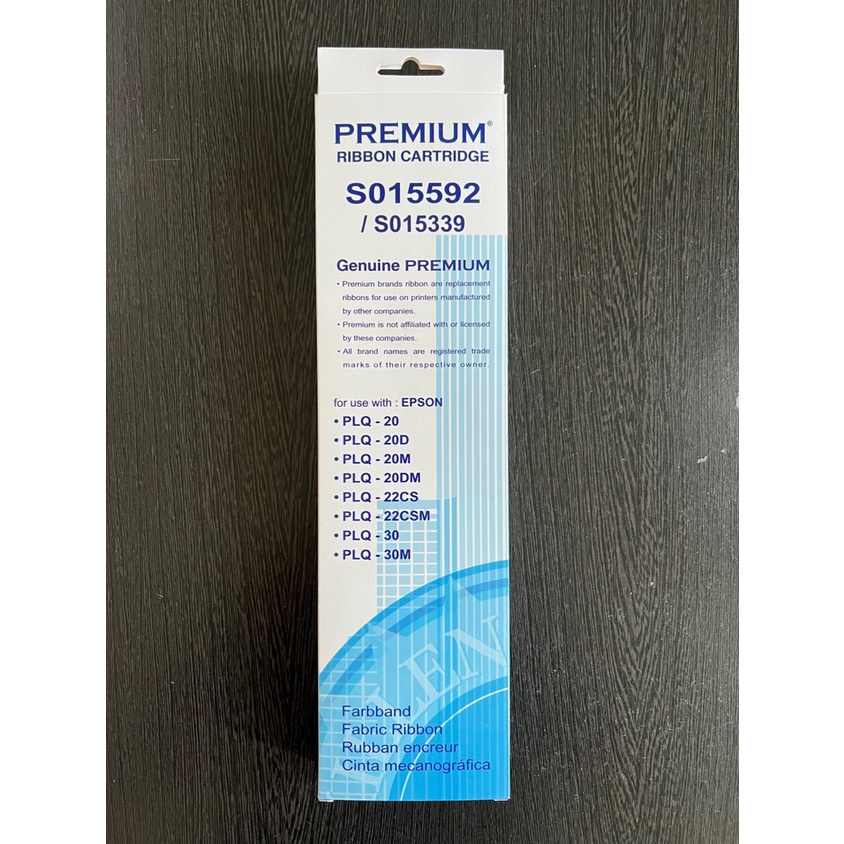 PREMIUM®
RIBBON CARTRIDGE
S015592
/ S015339
Genuine PREMIUM
• Premium brands ribbon are replacement
ribbons for use on printers manufactured
by other companies.
• Premium is not affiliated with or licensed
by these companies.
• All brand names are registered trade
marks of their respective owner.
for use with : EPSON
• PLQ - 20
• PLQ - 20D
• PLQ - 20M
• PLQ - 20DM
• PLQ - 22CS
• PLQ - 22CSM
• PLQ - 30
• PLQ - 30M
Farbband
Fabric Ribbon
Rubban encreur
Cinta mecanográfica